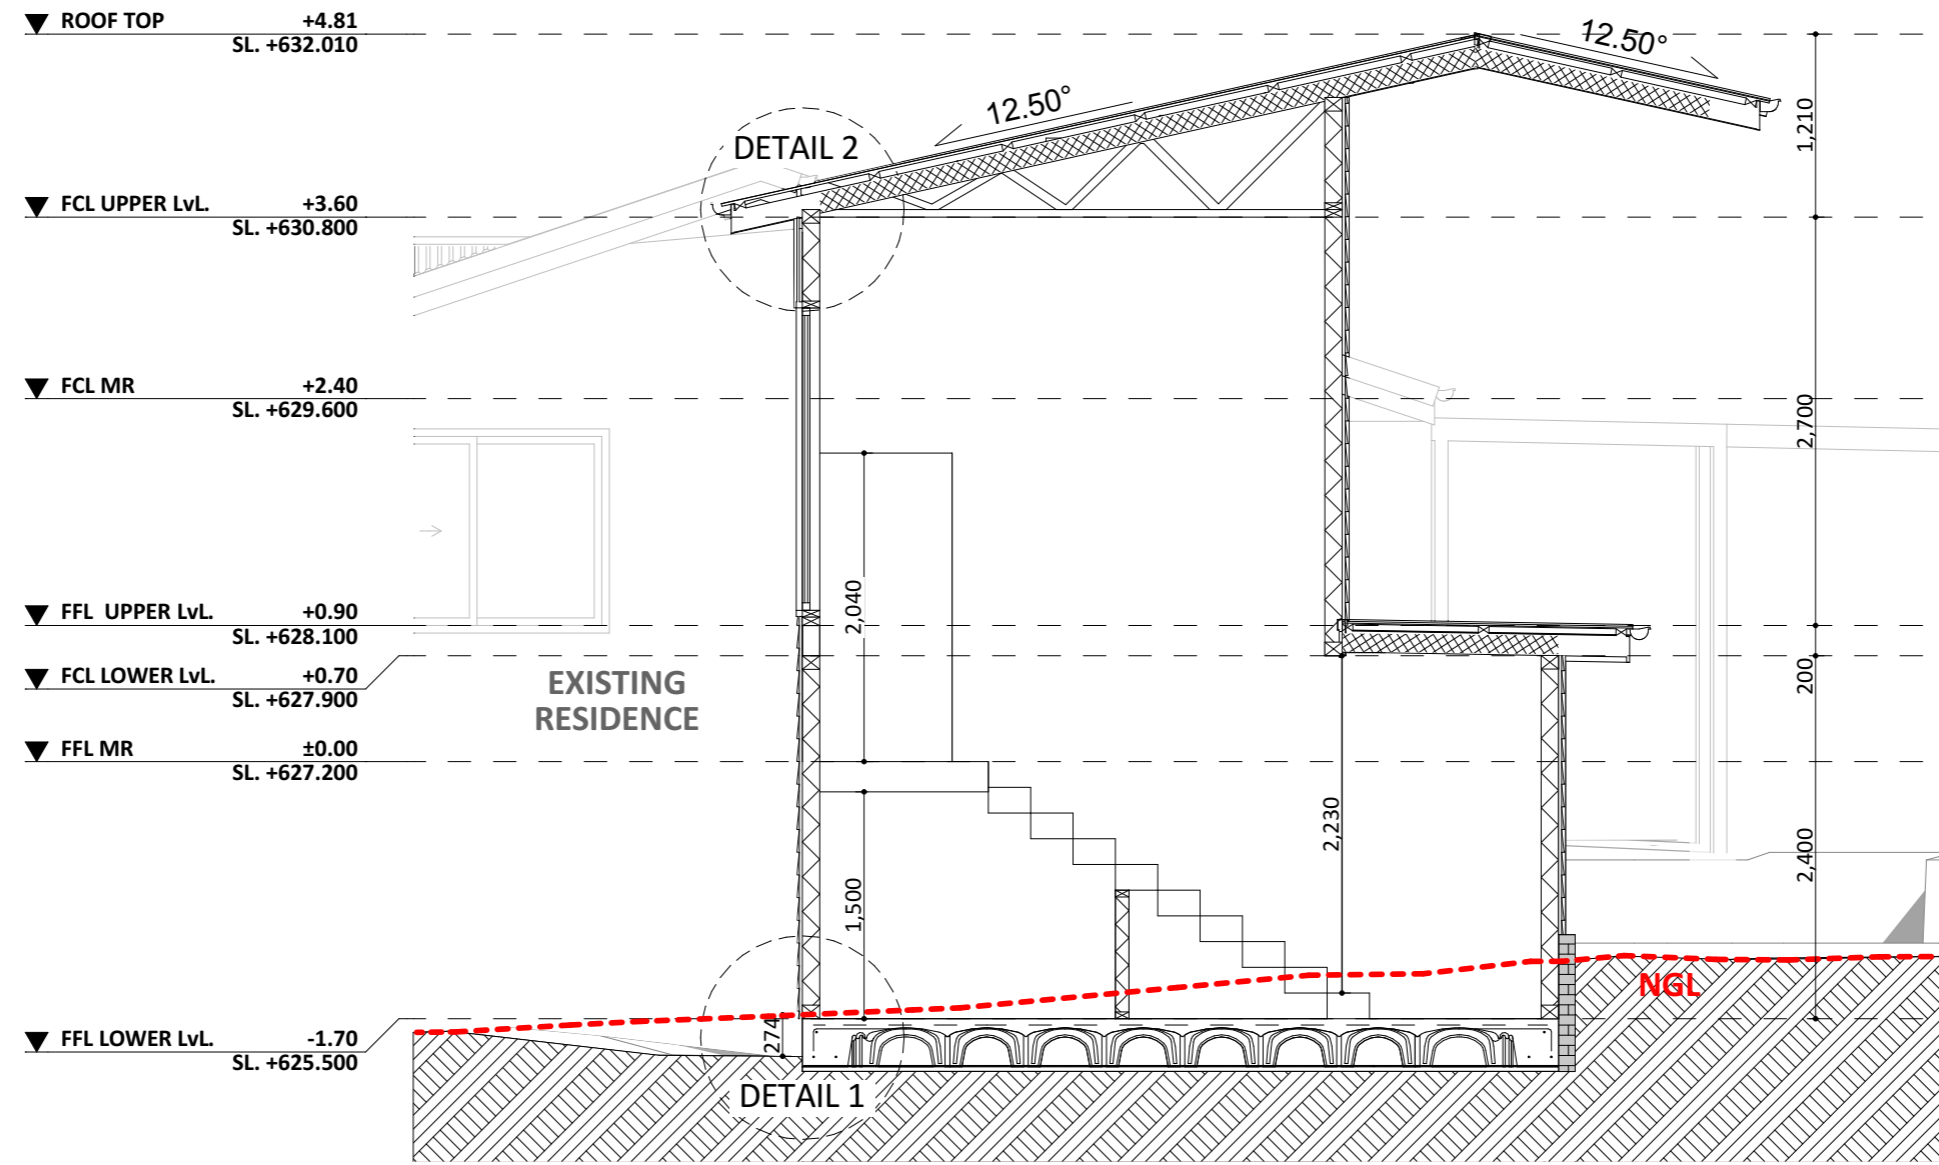 ROOF TOP +4.81
SL. +632.010
12.50°
12.50°
1,210
DETAIL 2
FCL UPPER LvL. +3.60
SL. +630.800
FCL MR +2.40
SL. +629.600
2,700
2,040
FFL UPPER LvL. +0.90
SL. +628.100
FCL LOWER LvL. +0.70
SL. +627.900
200
EXISTING
RESIDENCE
FFL MR ±0.00
SL. +627.200
2,230
2,400
1,500
NGL
274
FFL LOWER LvL. -1.70
SL. +625.500
DETAIL 1